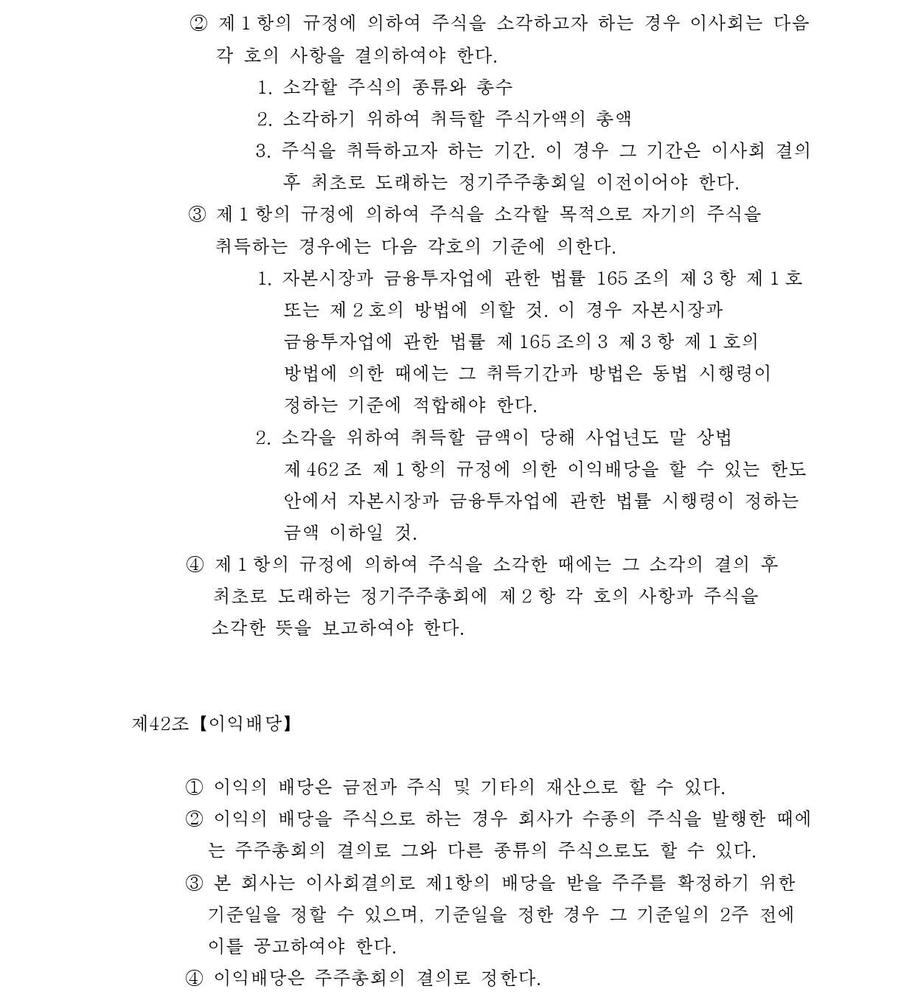 ② 제1항의 규정에 의하여 주식을 소각하고자 하는 경우 이사회는 다음
각 호의 사항을 결의하여야 한다.
1. 소각할 주식의 종류와 총수
2. 소각하기 위하여 취득할 주식가액의 총액
3. 주식을 취득하고자 하는 기간. 이 경우 그 기간은 이사회 결의
후 최초로 도래하는 정기주주총회일 이전이어야 한다.
③ 제1항의 규정에 의하여 주식을 소각할 목적으로 자기의 주식을
취득하는 경우에는 다음 각호의 기준에 의한다.
1. 자본시장과 금융투자업에 관한 법률 165조의 제3항 제1호
또는 제2호의 방법에 의할 것. 이 경우 자본시장과
금융투자업에 관한 법률 제165조의3 제3항 제1호의
방법에 의한 때에는 그 취득기간과 방법은 동법 시행령이
정하는 기준에 적합해야 한다.
2. 소각을 위하여 취득할 금액이 당해 사업년도 말 상법
제462조 제1항의 규정에 의한 이익배당을 할 수 있는 한도
안에서 자본시장과 금융투자업에 관한 법률 시행령이 정하는
금액 이하일 것.
④ 제1항의 규정에 의하여 주식을 소각한 때에는 그 소각의 결의 후
최초로 도래하는 정기주주총회에 제2항 각 호의 사항과 주식을
소각한 뜻을 보고하여야 한다.
제42조【이익배당】
① 이익의 배당은 금전과 주식 및 기타의 재산으로 할 수 있다.
② 이익의 배당을 주식으로 하는 경우 회사가 수종의 주식을 발행한 때에
는 주주총회의 결의로 그와 다른 종류의 주식으로도 할 수 있다.
③ 본 회사는 이사회결의로 제1항의 배당을 받을 주주를 확정하기 위한
기준일을 정할 수 있으며, 기준일을 정한 경우 그 기준일의 2주 전에
이를 공고하여야 한다.
④ 이익배당은 주주총회의 결의로 정한다.